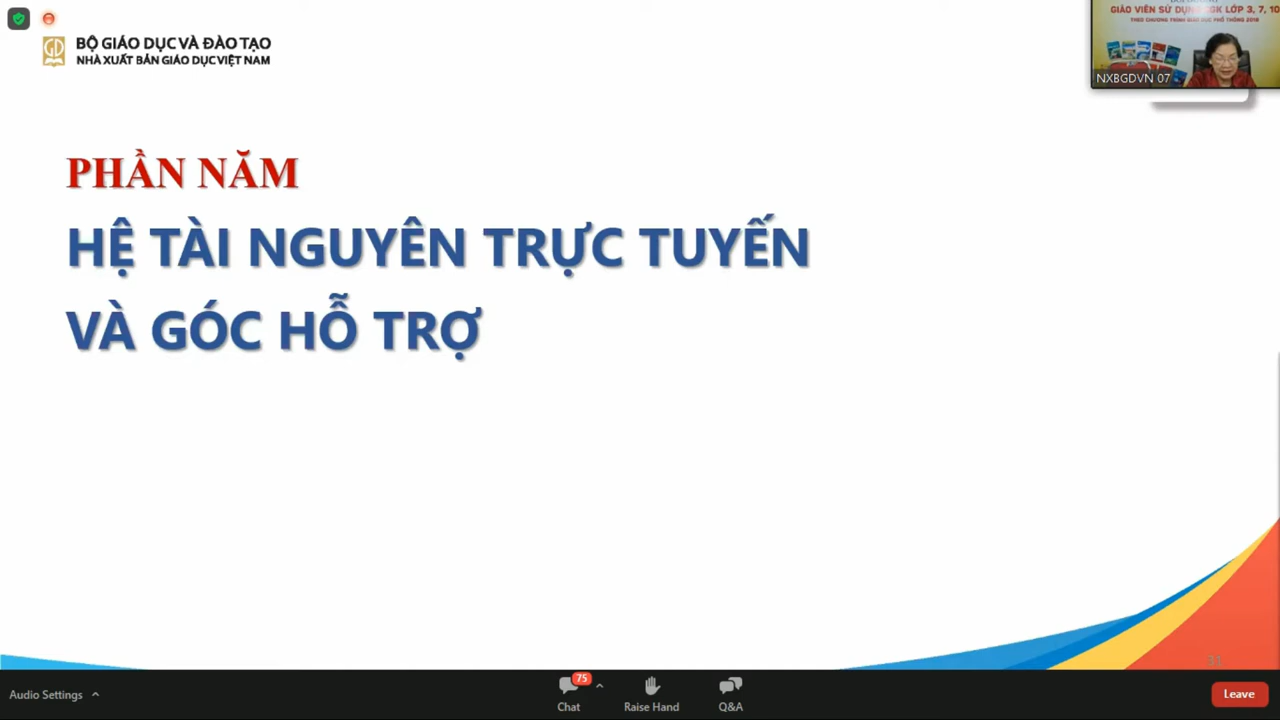 BỘ GIÁO DỤC VÀ ĐÀO TẠO
NHÀ XUẤT BẢN GIÁO DỤC VIỆT NAM
GIÁO VIÊN SỬ DỤNG SGK LỚP 3, 7, 10
THEO CHƯƠNG TRÌNH GIÁO DỤC PHỔ THÔNG 2018
NXBGDVN 07
PHẦN NĂM
HỆ TÀI NGUYÊN TRỰC TUYẾN
VÀ GÓC HỖ TRỢ
Audio Settings
75
Chat
Raise Hand
Q&A
Leave